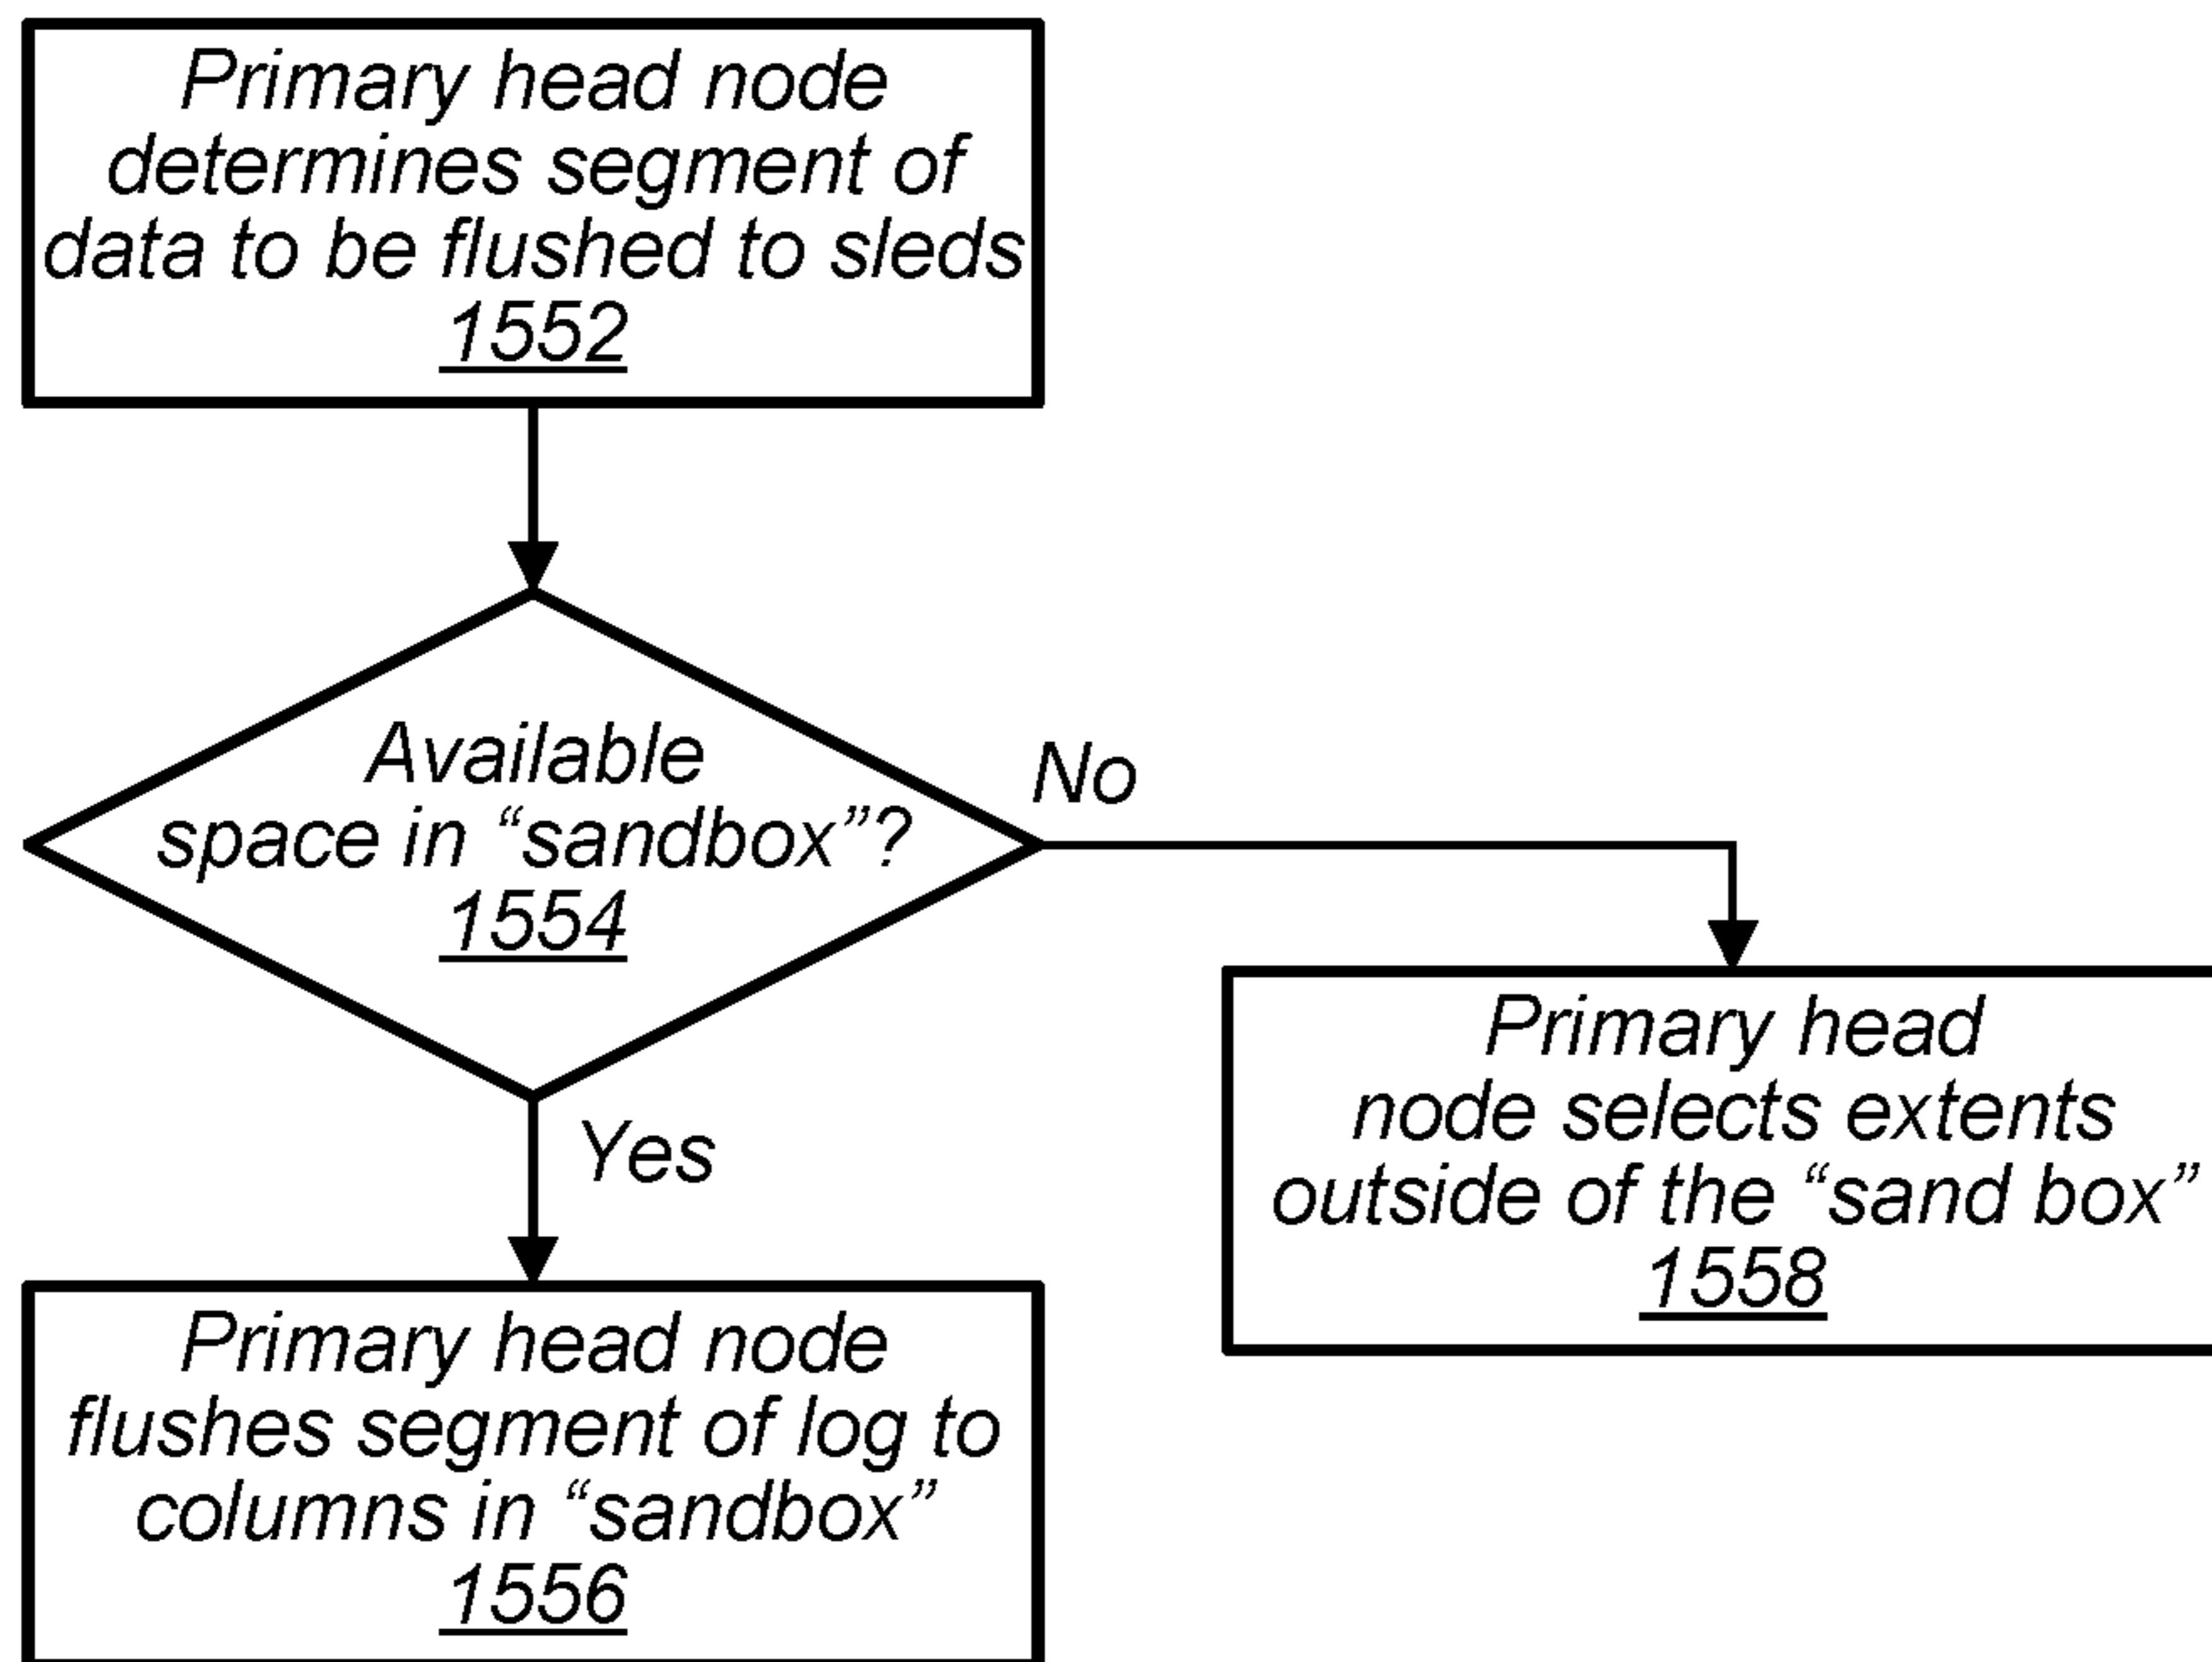 Primary head node
determines segment of
data to be flushed to sleds
1552
Available
space in “sandbox”?
1554
No
Yes
Primary head
node selects extents
outside of the “sand box”
1558
Primary head node
flushes segment of log to
columns in “sandbox”
1556